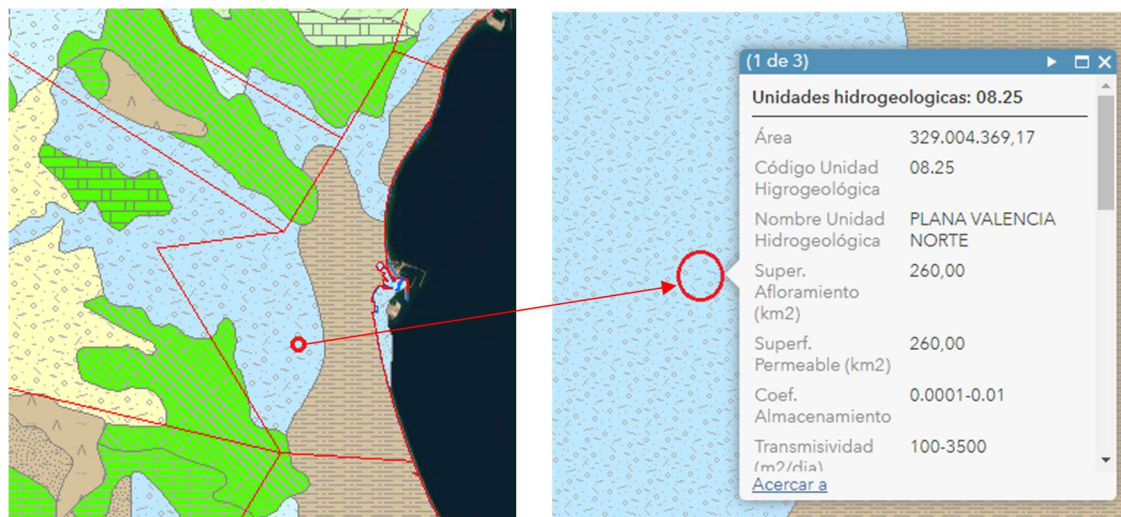 (1 de 3)
Unidades hidrogeologicas: 08.25
Área 329.004.369,17
Código Unidad 08.25
Higrogeológica
Nombre Unidad PLANA VALENCIA
Hidrogeológica NORTE
Super. 260,00
Afloramiento
(km2)
Superf. 260,00
Permeable (km2)
Coef. 0.0001-0.01
Almacenamiento
Transmisividad 100-3500
(m2/dia)
Acercar a